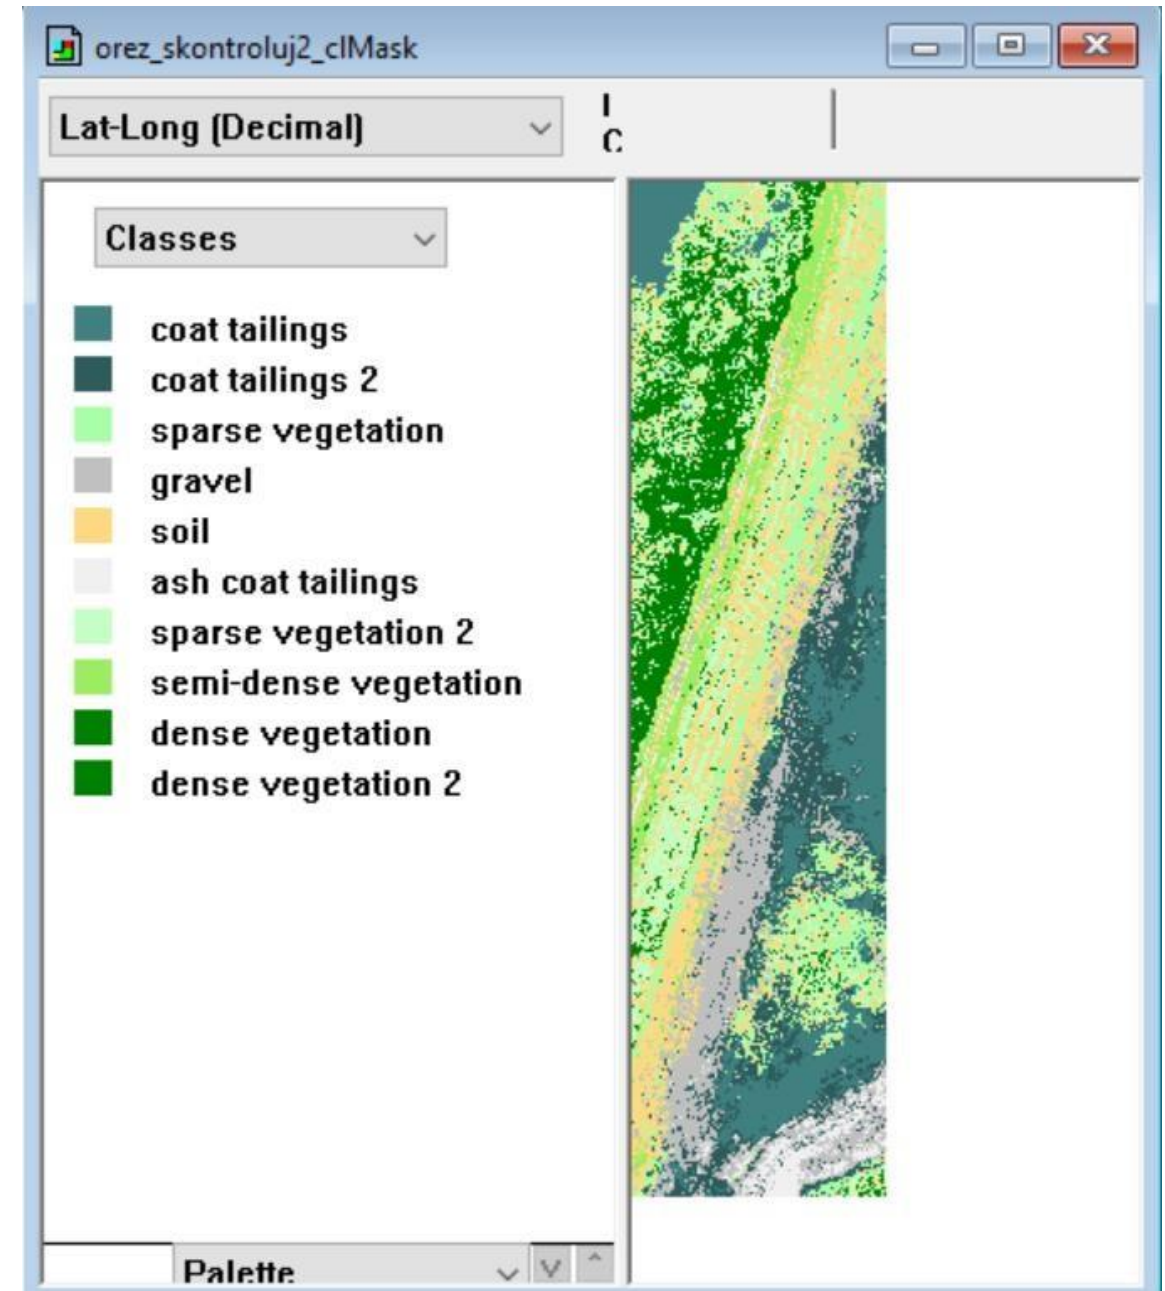 orez_skontroluj2_clMask
Lat-Long (Decimal)
Classes
coat tailings
coat tailings 2
sparse vegetation
gravel
soil
ash coat tailings
sparse vegetation 2
semi-dense vegetation
dense vegetation
dense vegetation 2
Palette